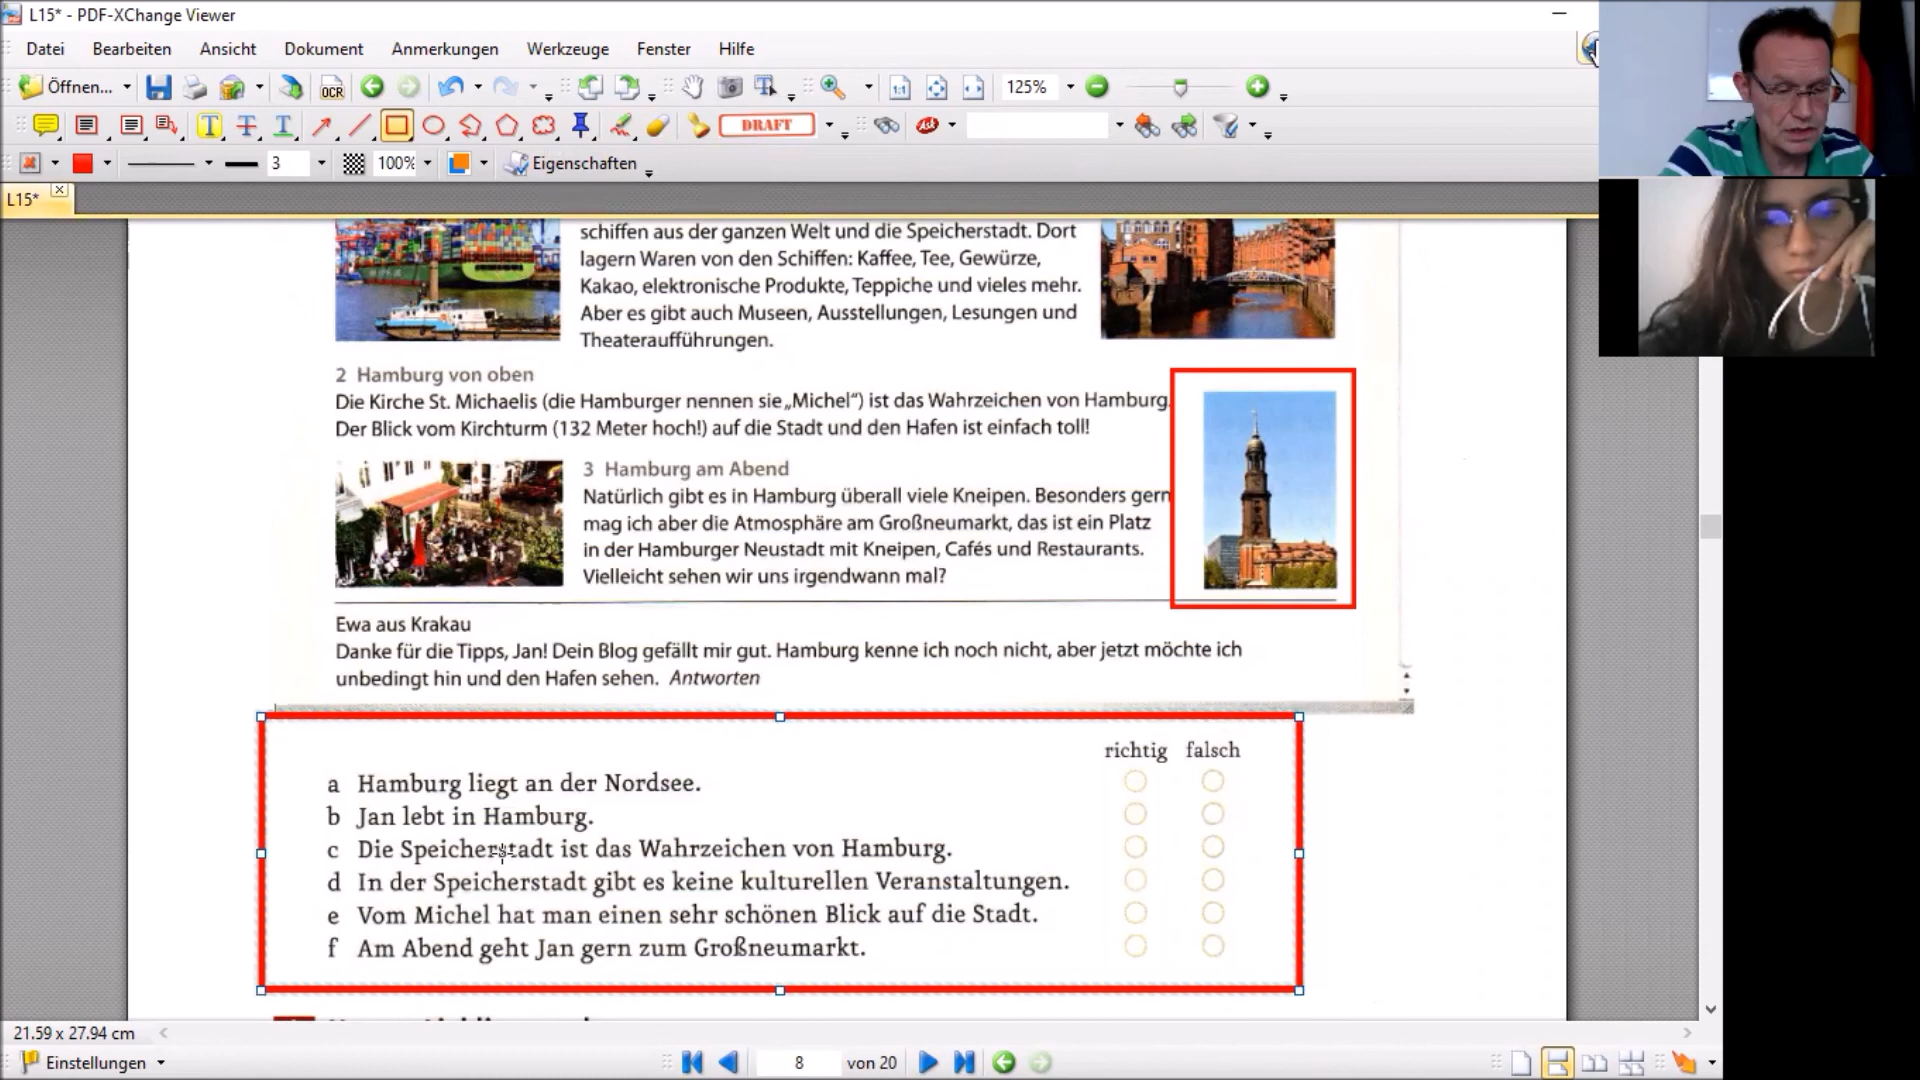 L15* - PDF-XChange Viewer
Datei Bearbeiten Ansicht Dokument Anmerkungen Werkzeuge Fenster Hilfe
Öffnen... OCR 1:1 125%
DRAFT Ask
3 100% Eigenschaften
L15*
schiffen aus der ganzen Welt und die Speicherstadt. Dort
lagern Waren von den Schiffen: Kaffee, Tee, Gewürze,
Kakao, elektronische Produkte, Teppiche und vieles mehr.
Aber es gibt auch Museen, Ausstellungen, Lesungen und
Theateraufführungen.
2 Hamburg von oben
Die Kirche St. Michaelis (die Hamburger nennen sie „Michel“) ist das Wahrzeichen von Hamburg.
Der Blick vom Kirchturm (132 Meter hoch!) auf die Stadt und den Hafen ist einfach toll!
3 Hamburg am Abend
Natürlich gibt es in Hamburg überall viele Kneipen. Besonders gern
mag ich aber die Atmosphäre am Großneumarkt, das ist ein Platz
in der Hamburger Neustadt mit Kneipen, Cafés und Restaurants.
Vielleicht sehen wir uns irgendwann mal?
Ewa aus Krakau
Danke für die Tipps, Jan! Dein Blog gefällt mir gut. Hamburg kenne ich noch nicht, aber jetzt möchte ich
unbedingt hin und den Hafen sehen. Antworten
richtig falsch
a Hamburg liegt an der Nordsee.
b Jan lebt in Hamburg.
c Die Speicherstadt ist das Wahrzeichen von Hamburg.
d In der Speicherstadt gibt es keine kulturellen Veranstaltungen.
e Vom Michel hat man einen sehr schönen Blick auf die Stadt.
f Am Abend geht Jan gern zum Großneumarkt.
21.59 x 27.94 cm
Einstellungen 8 von 20